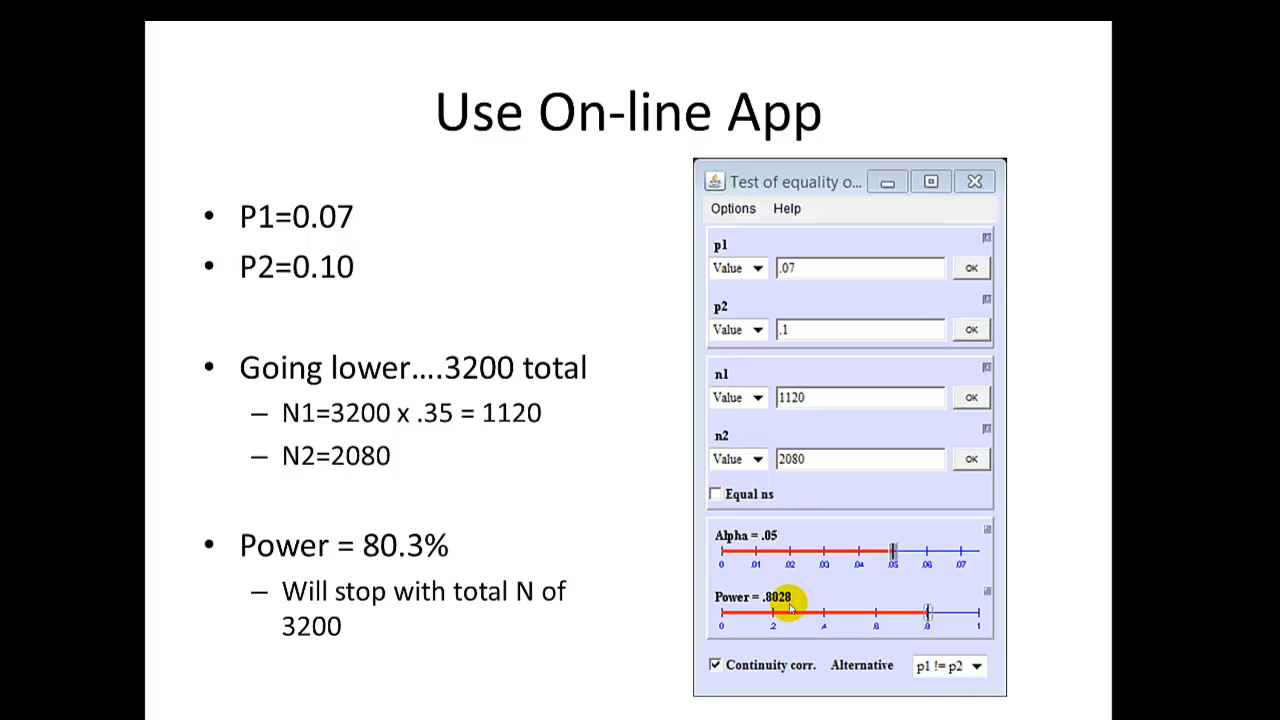 Use On-line App
• P1=0.07
• P2=0.10
• Going lower....3200 total
– N1=3200 x .35 = 1120
– N2=2080
• Power = 80.3%
– Will stop with total N of
3200
Test of equality o...
Options Help
p1
Value .07 OK
p2
Value .1 OK
n1
Value 1120 OK
n2
Value 2080 OK
Equal ns
Alpha = .05
0 .01 .02 .03 .04 .05 .06 .07
Power = .8028
0 .2 .4 .6 .8 1
Continuity corr. Alternative p1 != p2